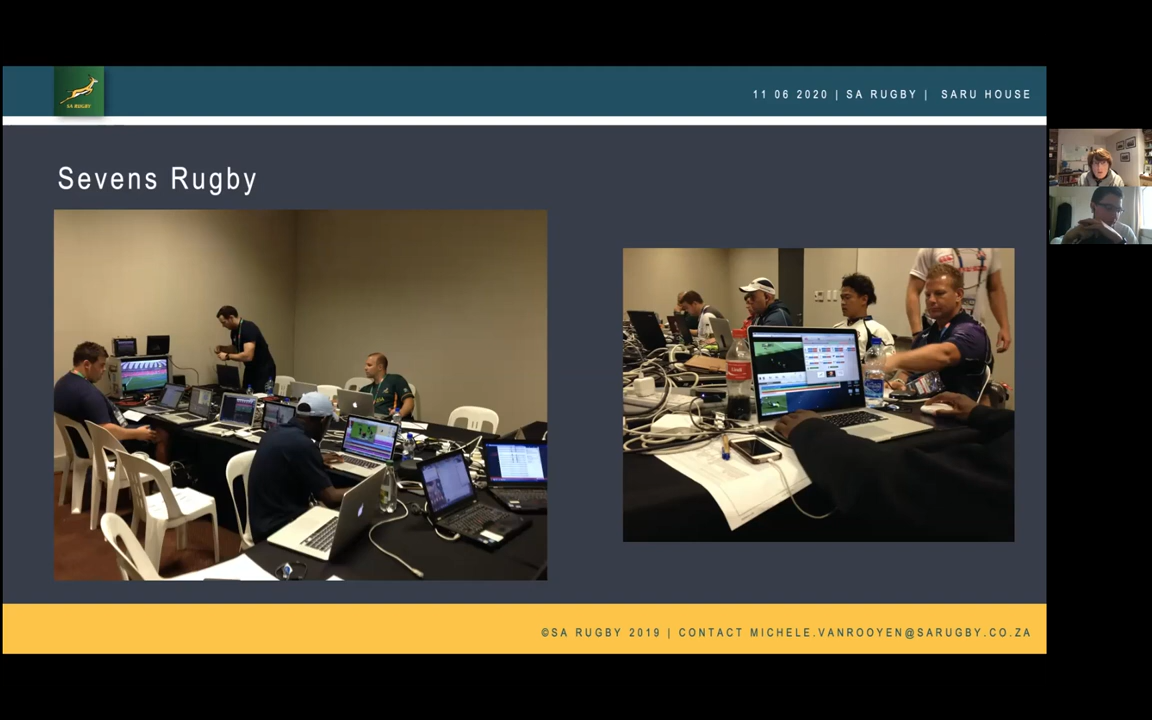 SA RUGBY
11 06 2020 | SA RUGBY | SARU HOUSE
Sevens Rugby
©SA RUGBY 2019 | CONTACT MICHELE.VANROOYEN@SARUGBY.CO.ZA